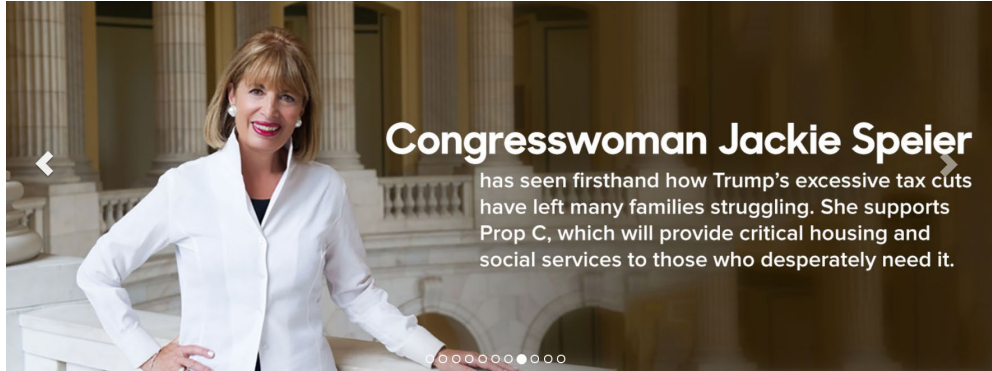 Congresswoman Jackie Speier
has seen firsthand how Trump's excessive tax cuts
have left many families struggling. She supports
Prop C, which will provide critical housing and
social services to those who desperately need it.